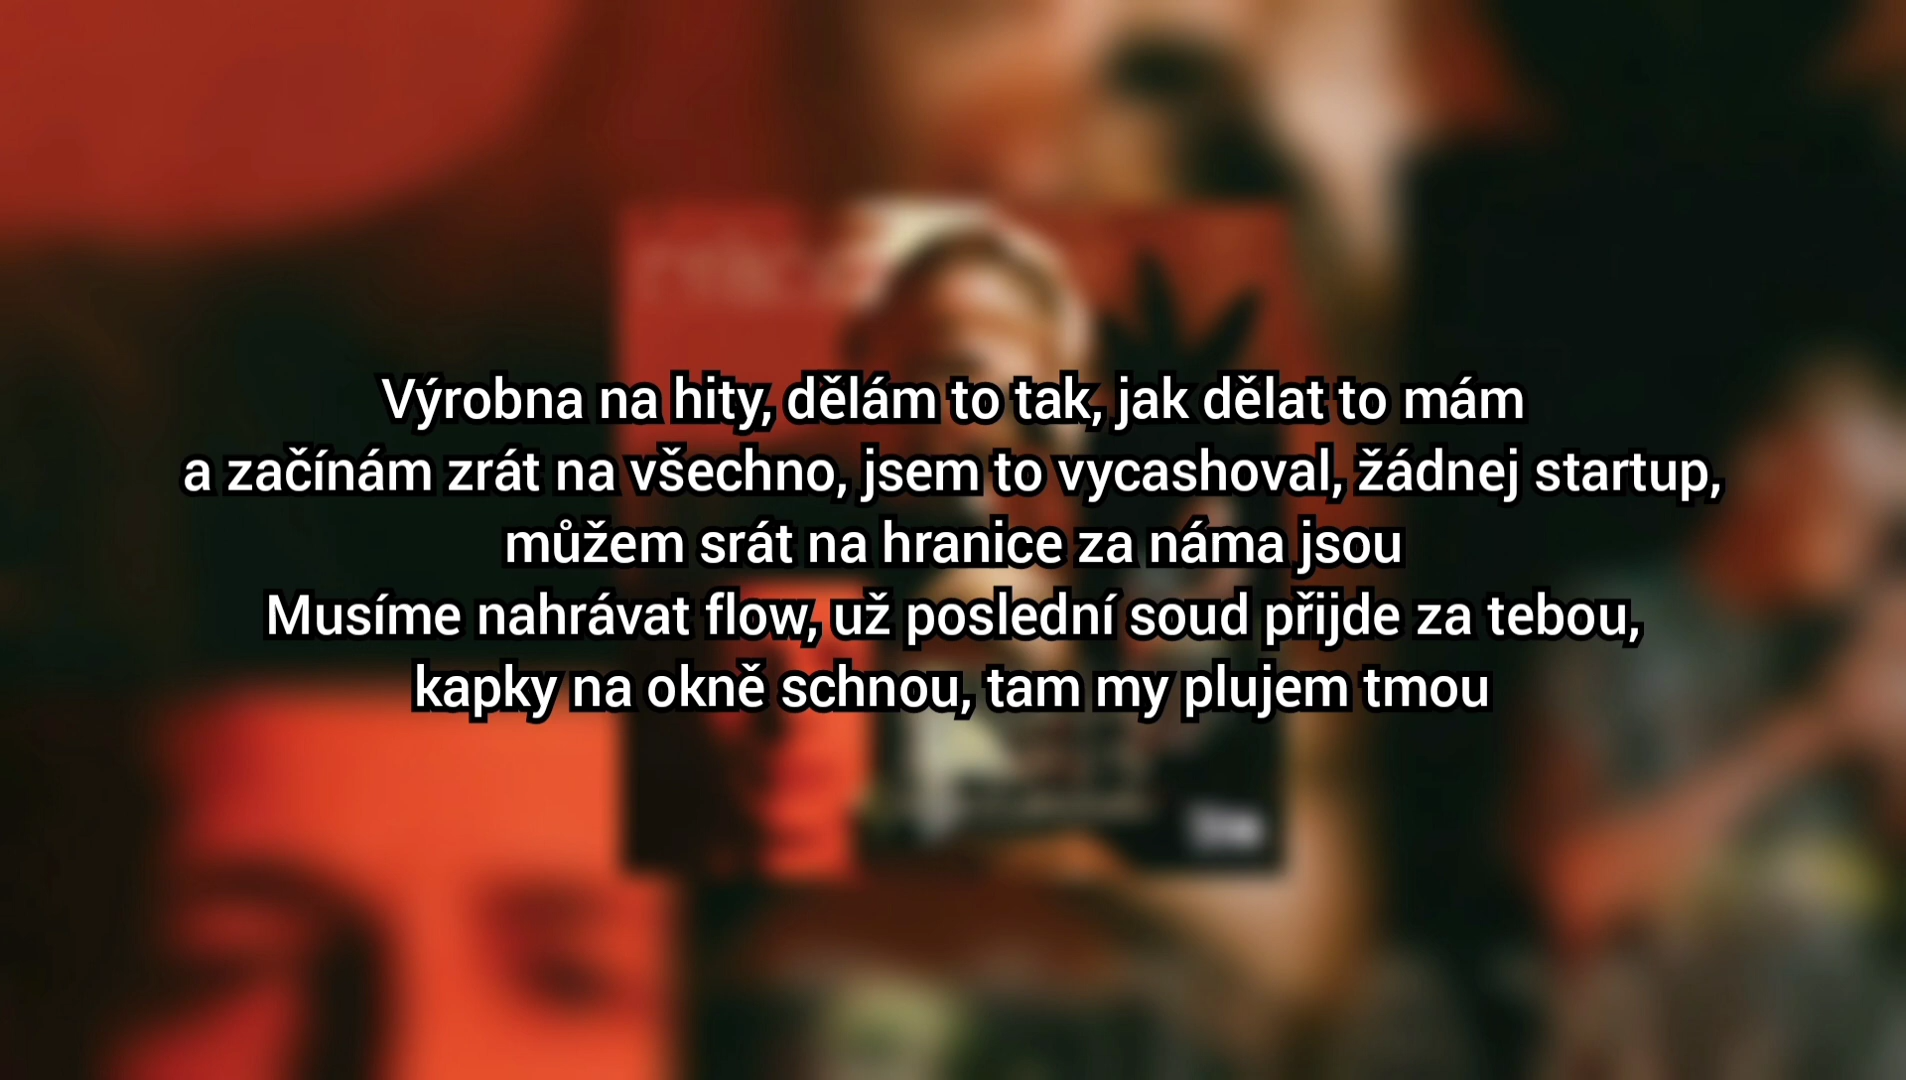 Výrobna na hity, dělám to tak, jak dělat to mám
a začínám zrát na všechno, jsem to vycashoval, žádnej startup,
můžem srát na hranice za náma jsou
Musíme nahrávat flow, už poslední soud přijde za tebou,
kapky na okně schnou, tam my plujem tmou